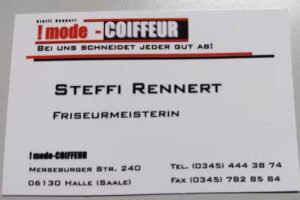 Steffi Rennert
!mode-COIFFEUR
BEI UNS SCHNEIDET JEDER GUT AB!
STEFFI RENNERT
FRISEURMEISTERIN
!mode-COIFFEUR
MERSEBURGER STR. 240
06130 HALLE (SAALE)
TEL. (0345) 444 38 74
FAX (0345) 782 85 84